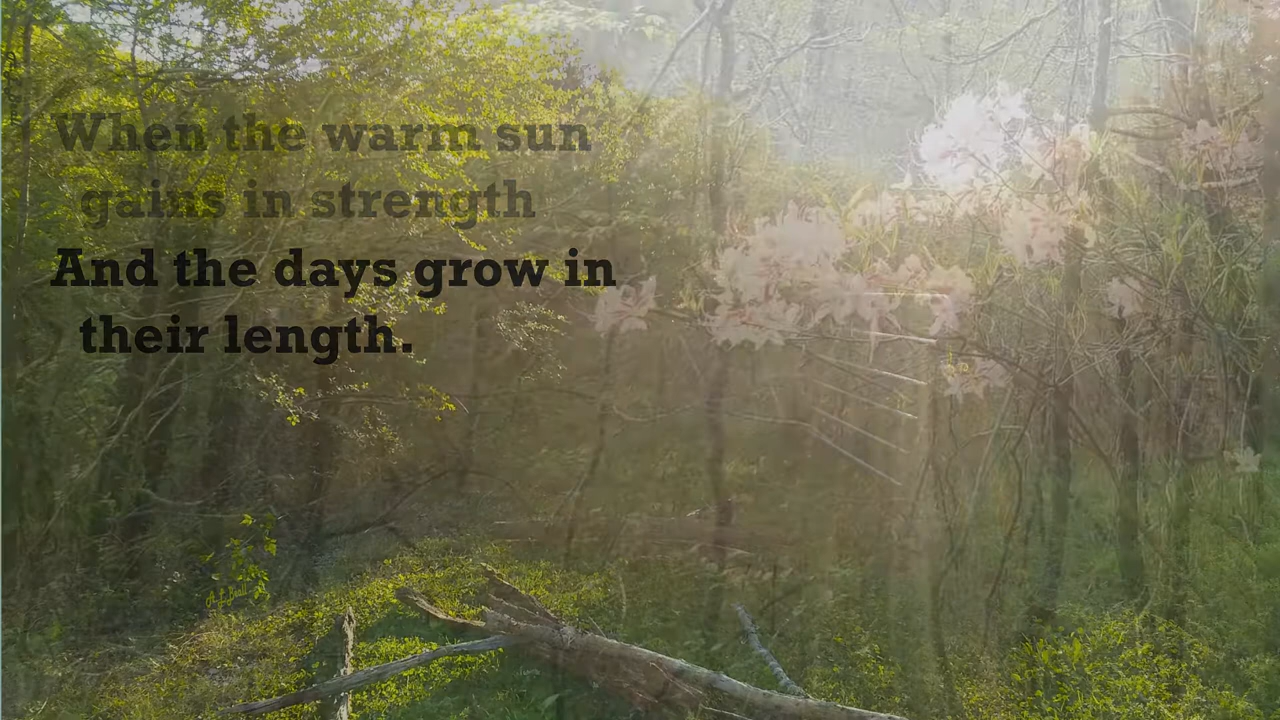 When the warm sun
gains in strength
And the days grow in
their length.